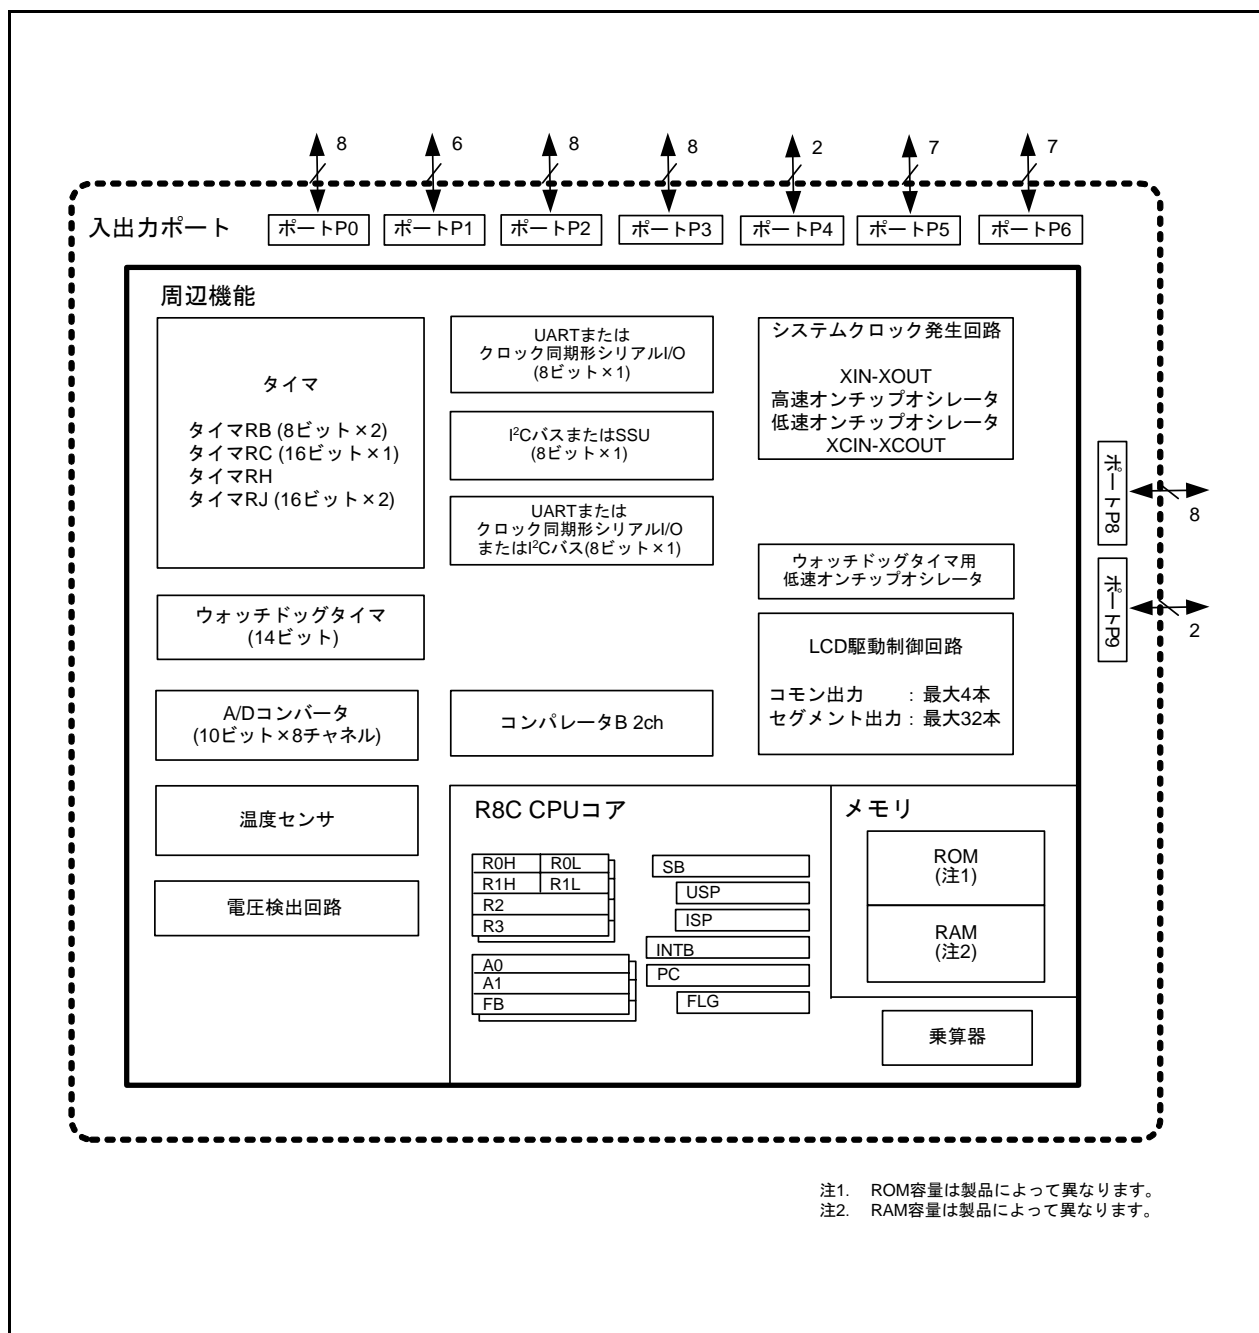 8
6
8
8
2
7
7
入出力ポート
ポートP0
ポートP1
ポートP2
ポートP3
ポートP4
ポートP5
ポートP6
周辺機能
タイマ
タイマRB (8ビット×2)
タイマRC (16ビット×1)
タイマRH
タイマRJ (16ビット×2)
ウォッチドッグタイマ
(14ビット)
A/Dコンバータ
(10ビット×8チャネル)
温度センサ
電圧検出回路
UARTまたは
クロック同期形シリアルI/O
(8ビット×1)
I²CバスまたはSSU
(8ビット×1)
UARTまたは
クロック同期形シリアルI/O
またはI²Cバス(8ビット×1)
コンパレータB 2ch
システムクロック発生回路
XIN-XOUT
高速オンチップオシレータ
低速オンチップオシレータ
XCIN-XCOUT
ウォッチドッグタイマ用
低速オンチップオシレータ
LCD駆動制御回路
コモン出力 : 最大4本
セグメント出力 : 最大32本
ポートP8
8
ポートP9
2
R8C CPUコア
R0H R0L
R1H R1L
R2
R3
A0
A1
FB
SB
USP
ISP
INTB
PC
FLG
メモリ
ROM
(注1)
RAM
(注2)
乗算器
注1. ROM容量は製品によって異なります。
注2. RAM容量は製品によって異なります。